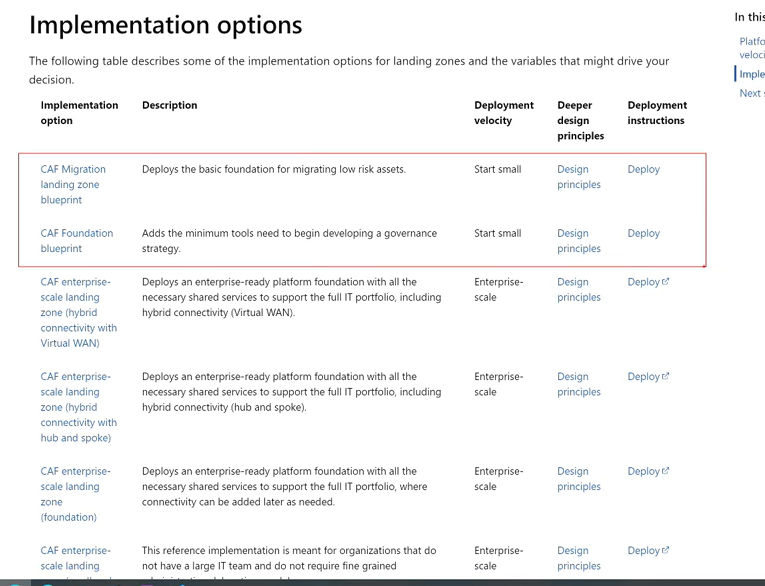 Implementation options
In this
The following table describes some of the implementation options for landing zones and the variables that might drive your
decision.
Platfo
veloci
Imple
Next
Implementation
option
Description
Deployment
velocity
Deeper
design
principles
Deployment
instructions
CAF Migration
landing zone
blueprint
Deploys the basic foundation for migrating low risk assets.
Start small
Design
principles
Deploy
CAF Foundation
blueprint
Adds the minimum tools need to begin developing a governance
strategy.
Start small
Design
principles
Deploy
CAF enterprise-
scale landing
zone (hybrid
connectivity with
Virtual WAN)
Deploys an enterprise-ready platform foundation with all the
necessary shared services to support the full IT portfolio, including
hybrid connectivity (Virtual WAN).
Enterprise-
scale
Design
principles
Deploy
CAF enterprise-
scale landing
zone (hybrid
connectivity with
hub and spoke)
Deploys an enterprise-ready platform foundation with all the
necessary shared services to support the full IT portfolio, including
hybrid connectivity (hub and spoke).
Enterprise-
scale
Design
principles
Deploy
CAF enterprise-
scale landing
zone
(foundation)
Deploys an enterprise-ready platform foundation with all the
necessary shared services to support the full IT portfolio, where
connectivity can be added later as needed.
Enterprise-
scale
Design
principles
Deploy
CAF enterprise-
scale landing
This reference implementation is meant for organizations that do
not have a large IT team and do not require fine grained
Enterprise-
scale
Design
principles
Deploy